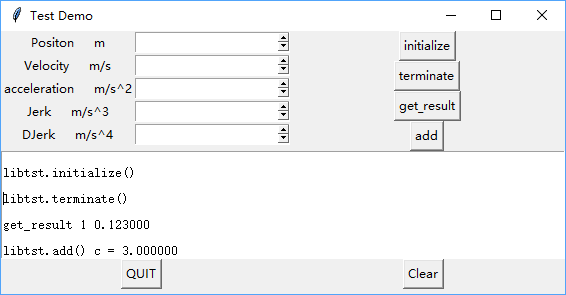 Test Demo
Positon m
initialize
Velocity m/s
terminate
acceleration m/s^2
get_result
Jerk m/s^3
DJerk m/s^4
add
libtst.initialize()
libtst.terminate()
get_result 1 0.123000
libtst.add() c = 3.000000
QUIT
Clear